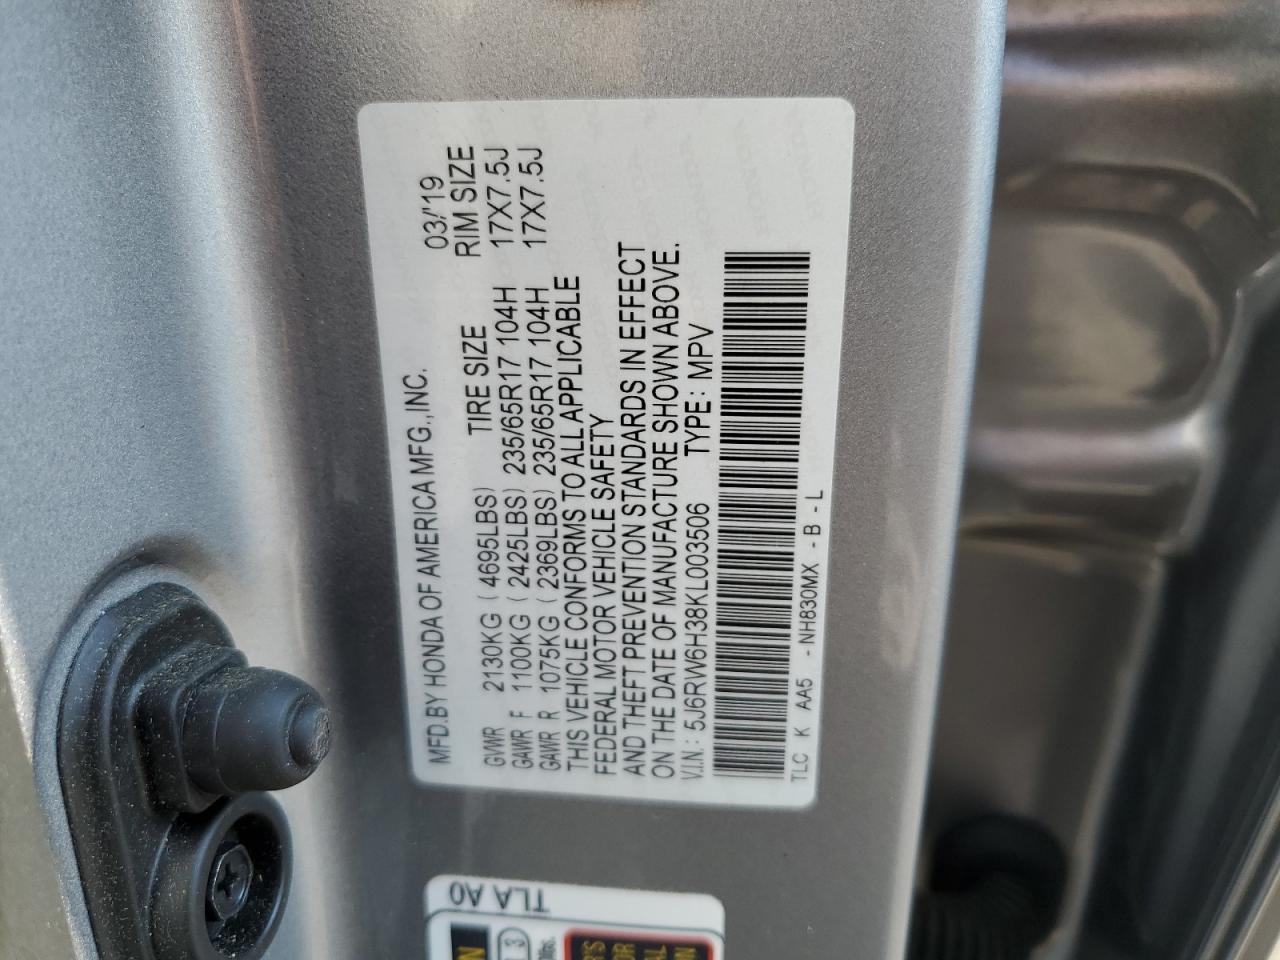 MFD. BY HONDA OF AMERICA MFG., INC. 03/'19
TIRE SIZE RIM SIZE
GVWR 2130KG ( 4695LBS)
GAWR F 1100KG ( 2425LBS) 235/65R17 104H 17X7.5J
GAWR R 1075KG ( 2369LBS) 235/65R17 104H 17X7.5J
THIS VEHICLE CONFORMS TO ALL APPLICABLE
FEDERAL MOTOR VEHICLE SAFETY
AND THEFT PREVENTION STANDARDS IN EFFECT
ON THE DATE OF MANUFACTURE SHOWN ABOVE.
V.I.N.: 5J6RW6H38KL003506 TYPE: MPV
TLC K AA5 - NH830MX - B - L
TLA A0